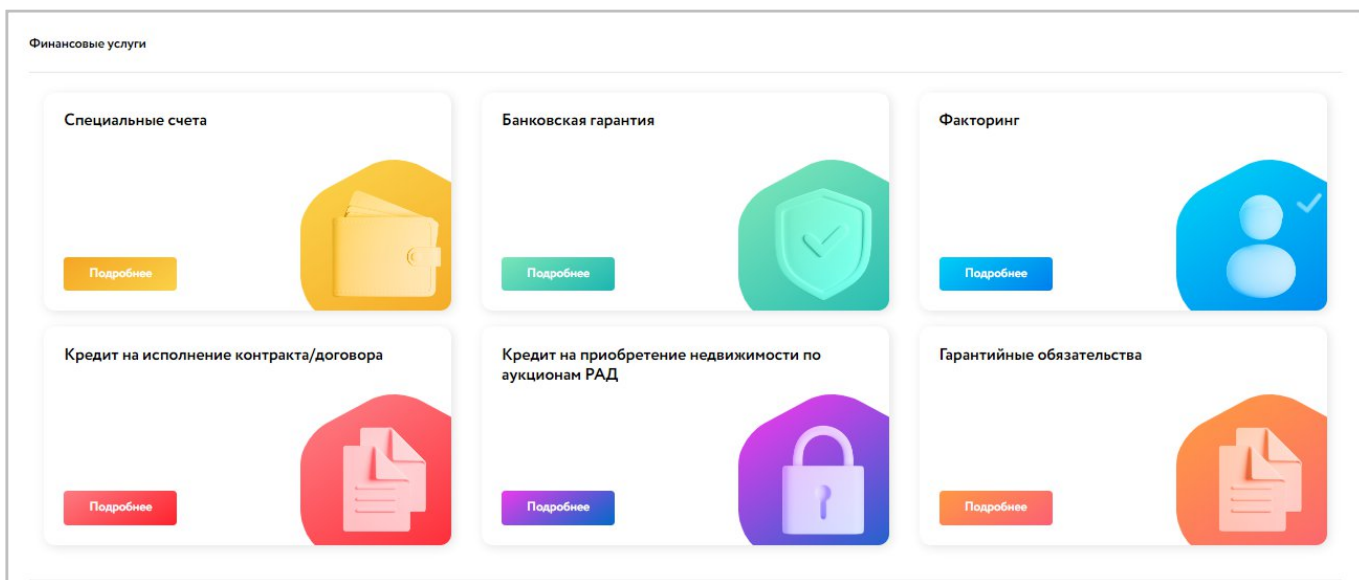 Финансовые услуги
Специальные счета
Подробнее
Банковская гарантия
Подробнее
Факторинг
Подробнее
Кредит на исполнение контракта/договора
Подробнее
Кредит на приобретение недвижимости по
аукционам РАД
Подробнее
Гарантийные обязательства
Подробнее